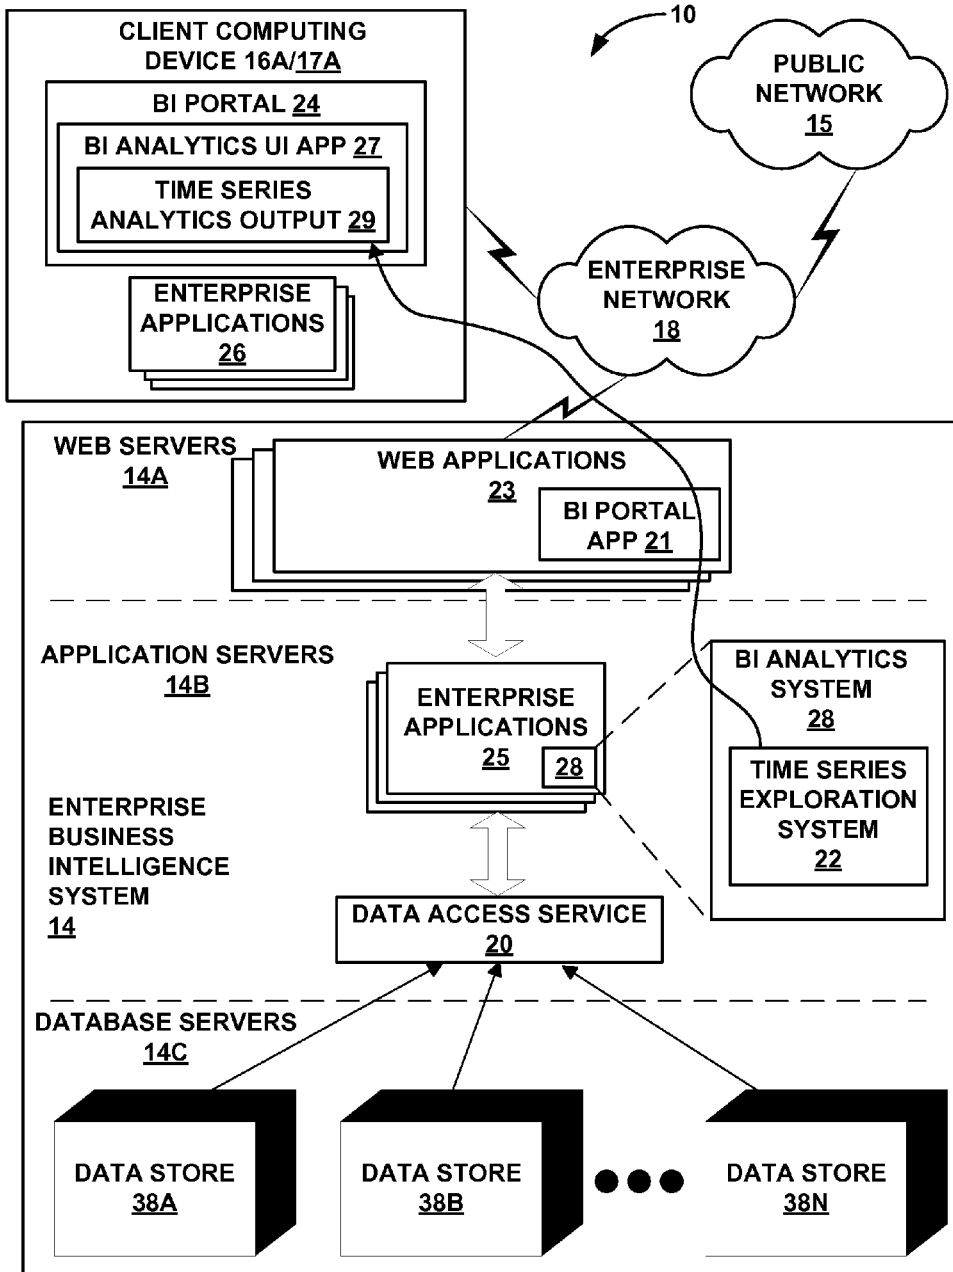 10
CLIENT COMPUTING
DEVICE 16A/17A
BI PORTAL 24
BI ANALYTICS UI APP 27
TIME SERIES
ANALYTICS OUTPUT 29
ENTERPRISE
APPLICATIONS
26
PUBLIC
NETWORK
15
ENTERPRISE
NETWORK
18
WEB SERVERS
14A
WEB APPLICATIONS
23
BI PORTAL
APP 21
APPLICATION SERVERS
14B
ENTERPRISE
APPLICATIONS
25
28
BI ANALYTICS
SYSTEM
28
TIME SERIES
EXPLORATION
SYSTEM
22
ENTERPRISE
BUSINESS
INTELLIGENCE
SYSTEM
14
DATA ACCESS SERVICE
20
DATABASE SERVERS
14C
DATA STORE
38A
DATA STORE
38B
DATA STORE
38N